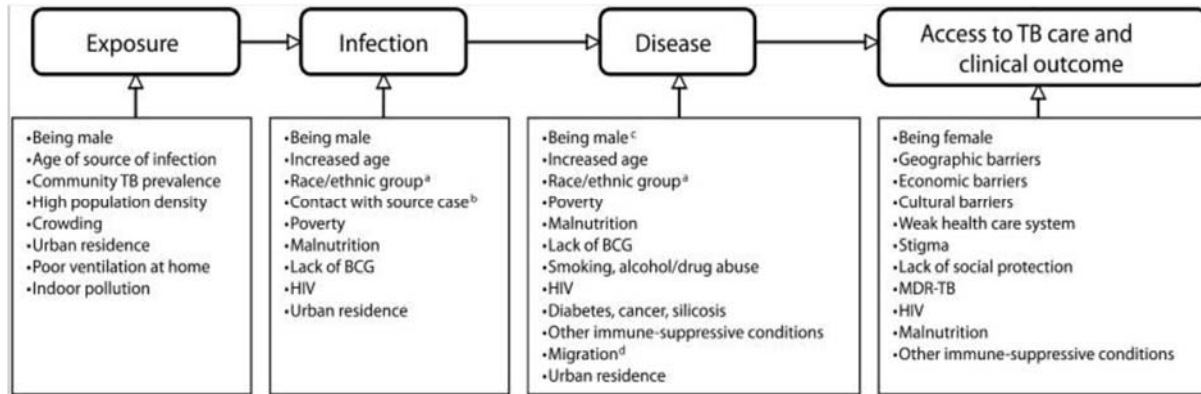 Exposure
Infection
Disease
Access to TB care and
clinical outcome
•Being male
•Age of source of infection
•Community TB prevalence
•High population density
•Crowding
•Urban residence
•Poor ventilation at home
•Indoor pollution
•Being male
•Increased age
•Race/ethnic group a
•Contact with source case b
•Poverty
•Malnutrition
•Lack of BCG
•HIV
•Urban residence
•Being male c
•Increased age
•Race/ethnic group a
•Poverty
•Malnutrition
•Lack of BCG
•Smoking, alcohol/drug abuse
•HIV
•Diabetes, cancer, silicosis
•Other immune-suppressive conditions
•Migration d
•Urban residence
•Being female
•Geographic barriers
•Economic barriers
•Cultural barriers
•Weak health care system
•Stigma
•Lack of social protection
•MDR-TB
•HIV
•Malnutrition
•Other immune-suppressive conditions